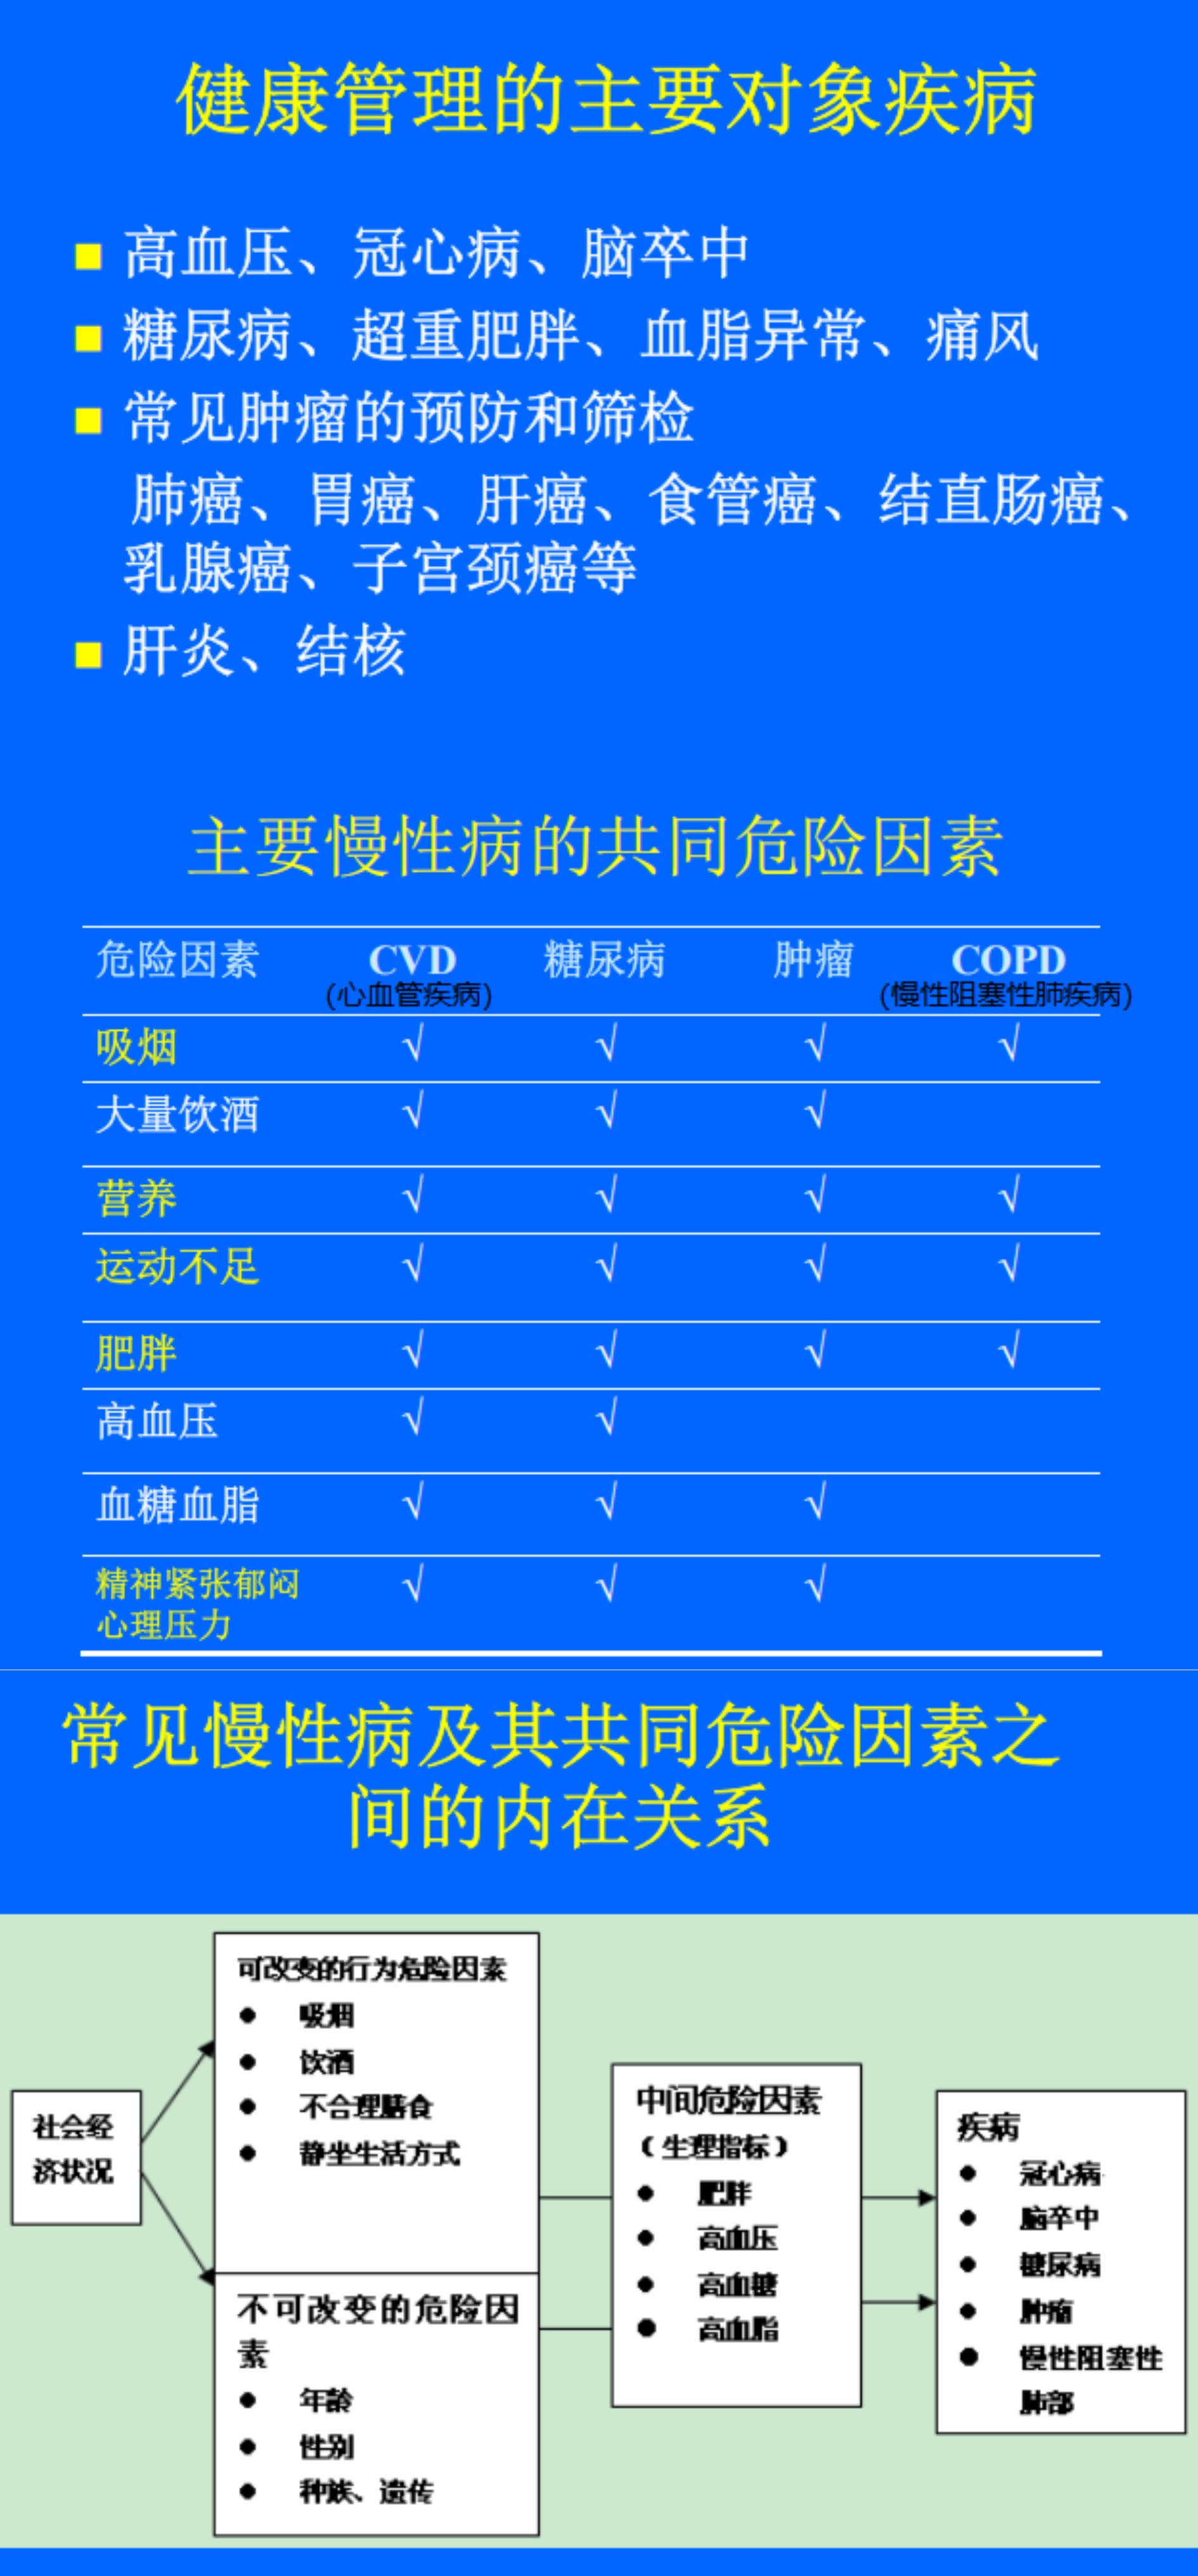 健康管理的主要对象疾病
■ 高血压、冠心病、脑卒中
■ 糖尿病、超重肥胖、血脂异常、痛风
■ 常见肿瘤的预防和筛检
肺癌、胃癌、肝癌、食管癌、结直肠癌、
乳腺癌、子宫颈癌等
■ 肝炎、结核
主要慢性病的共同危险因素
危险因素 CVD 糖尿病 肿瘤 COPD
(心血管疾病) (慢性阻塞性肺疾病)
吸烟 √ √ √ √
大量饮酒 √ √ √
营养 √ √ √ √
运动不足 √ √ √ √
肥胖 √ √ √ √
高血压 √ √
血糖血脂 √ √ √
精神紧张郁闷 √ √ √
心理压力
常见慢性病及其共同危险因素之
间的内在关系
社会经
济状况
可改变的行为危险因素
● 吸烟
● 饮酒
● 不合理膳食
● 静坐生活方式
不可改变的危险因
素
● 年龄
● 性别
● 种族、遗传
中间危险因素
（生理指标）
● 肥胖
● 高血压
● 高血糖
● 高血脂
疾病
● 冠心病
● 脑卒中
● 糖尿病
● 肿瘤
● 慢性阻塞性
肺部